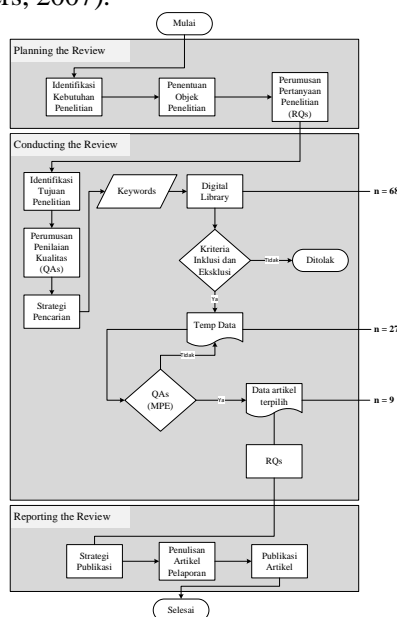 ers, 2007).
Mulai
Planning the Review
Identifikasi
Kebutuhan
Penelitian
Penentuan
Objek
Penelitian
Perumusan
Pertanyaan
Penelitian
(RQs)
Conducting the Review
Identifikasi
Tujuan
Penelitian
Keywords
Digital
Library
n = 68
Perumusan
Penilaian
Kualitas
(QAs)
Kriteria
Inklusi dan
Eksklusi
Tidak
Ditolak
Ya
Strategi
Pencarian
Temp Data
n = 27
Tidak
QAs
(MPE)
Ya
Data artikel
terpilih
n = 9
RQs
Reporting the Review
Strategi
Publikasi
Penulisan
Artikel
Pelaporan
Publikasi
Artikel
Selesai